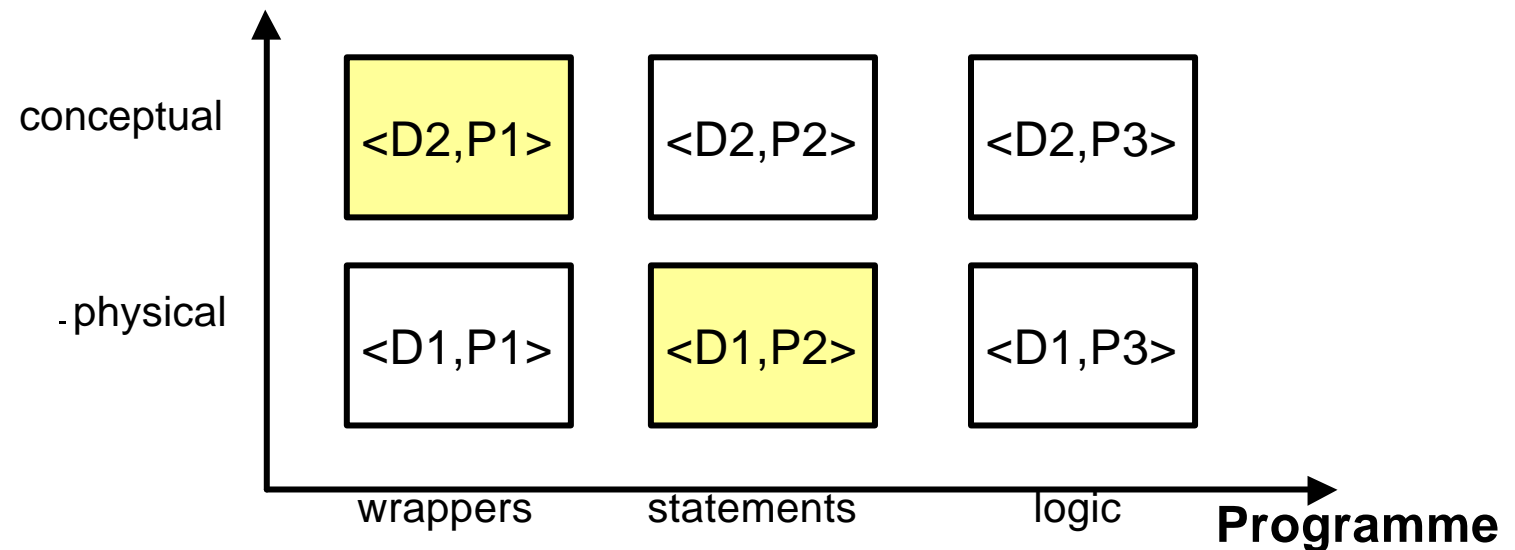 conceptual <D2,P1> <D2,P2> <D2,P3>
- physical <D1,P1> <D1,P2> <D1,P3>
wrappers statements logic Programme